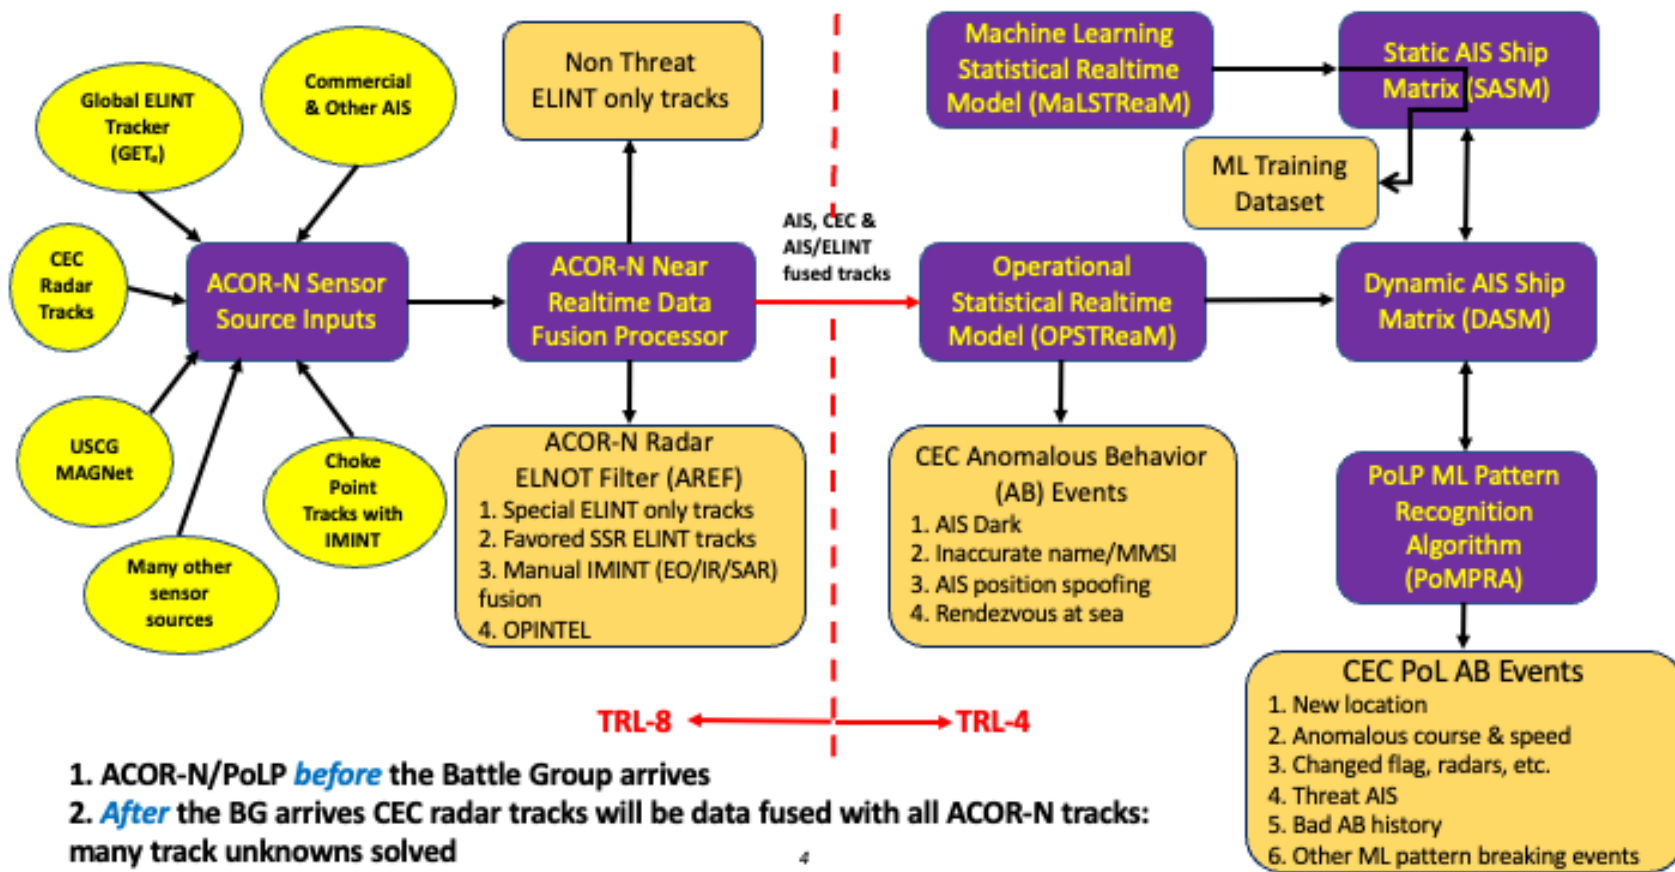 Global ELINT
Tracker
(GETₑ)
Commercial
& Other AIS
CEC
Radar
Tracks
USCG
MAGNet
Many other
sensor
sources
Choke
Point
Tracks with
IMINT
ACOR-N Sensor
Source Inputs
Non Threat
ELINT only tracks
ACOR-N Near
Realtime Data
Fusion Processor
ACOR-N Radar
ELNOT Filter (AREF)
1. Special ELINT only tracks
2. Favored SSR ELINT tracks
3. Manual IMINT (EO/IR/SAR)
fusion
4. OPINTEL
AIS, CEC &
AIS/ELINT
fused tracks
Machine Learning
Statistical Realtime
Model (MaLSTReaM)
Static AIS Ship
Matrix (SASM)
ML Training
Dataset
Operational
Statistical Realtime
Model (OPSTReaM)
Dynamic AIS Ship
Matrix (DASM)
CEC Anomalous Behavior
(AB) Events
1. AIS Dark
2. Inaccurate name/MMSI
3. AIS position spoofing
4. Rendezvous at sea
PoLP ML Pattern
Recognition
Algorithm
(PoMPRA)
CEC PoL AB Events
1. New location
2. Anomalous course & speed
3. Changed flag, radars, etc.
4. Threat AIS
5. Bad AB history
6. Other ML pattern breaking events
TRL-8
TRL-4
1. ACOR-N/PoLP before the Battle Group arrives
2. After the BG arrives CEC radar tracks will be data fused with all ACOR-N tracks:
many track unknowns solved
4